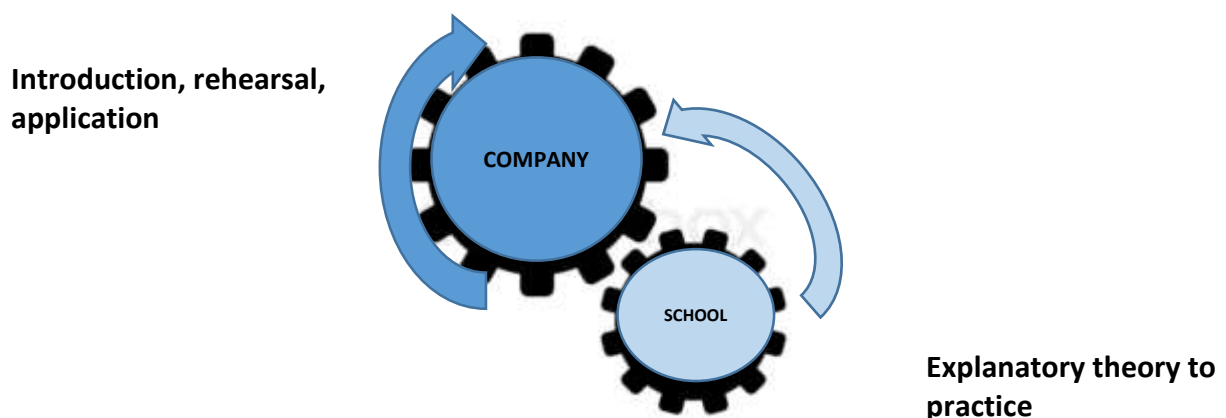 Introduction, rehearsal,
application
COMPANY
SCHOOL
Explanatory theory to
practice